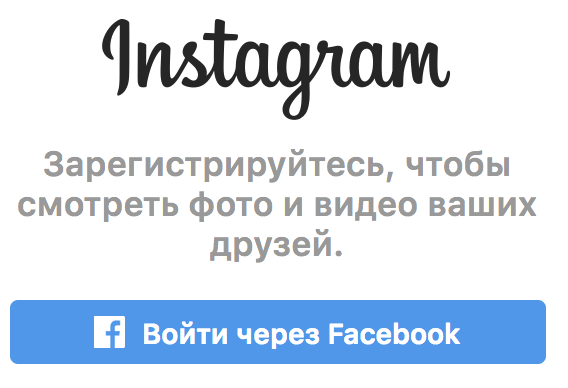 Instagram
Зарегистрируйтесь, чтобы
смотреть фото и видео ваших
друзей.
Войти через Facebook